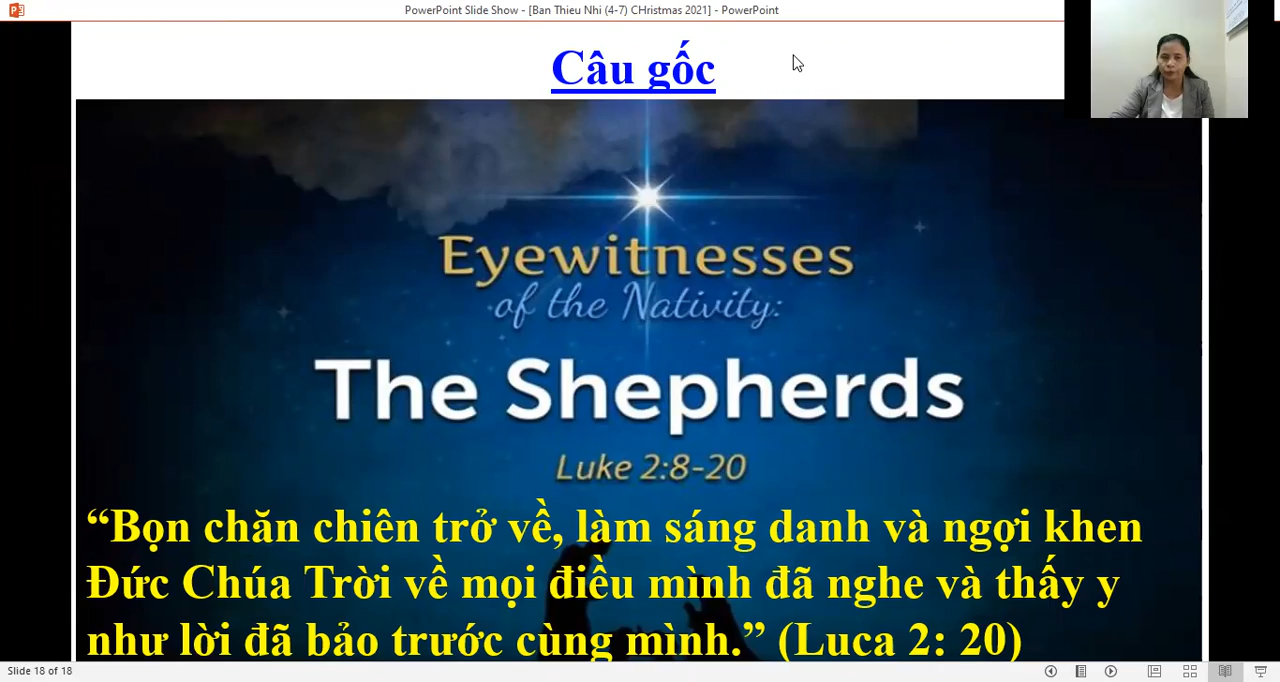 PowerPoint Slide Show - [Ban Thieu Nhi (4-7) CHristmas 2021] - PowerPoint
Câu gốc
Eyewitnesses
of the Nativity:
The Shepherds
Luke 2:8-20
“Bọn chăn chiên trở về, làm sáng danh và ngợi khen
Đức Chúa Trời về mọi điều mình đã nghe và thấy y
như lời đã bảo trước cùng mình.” (Luca 2: 20)
Slide 18 of 18